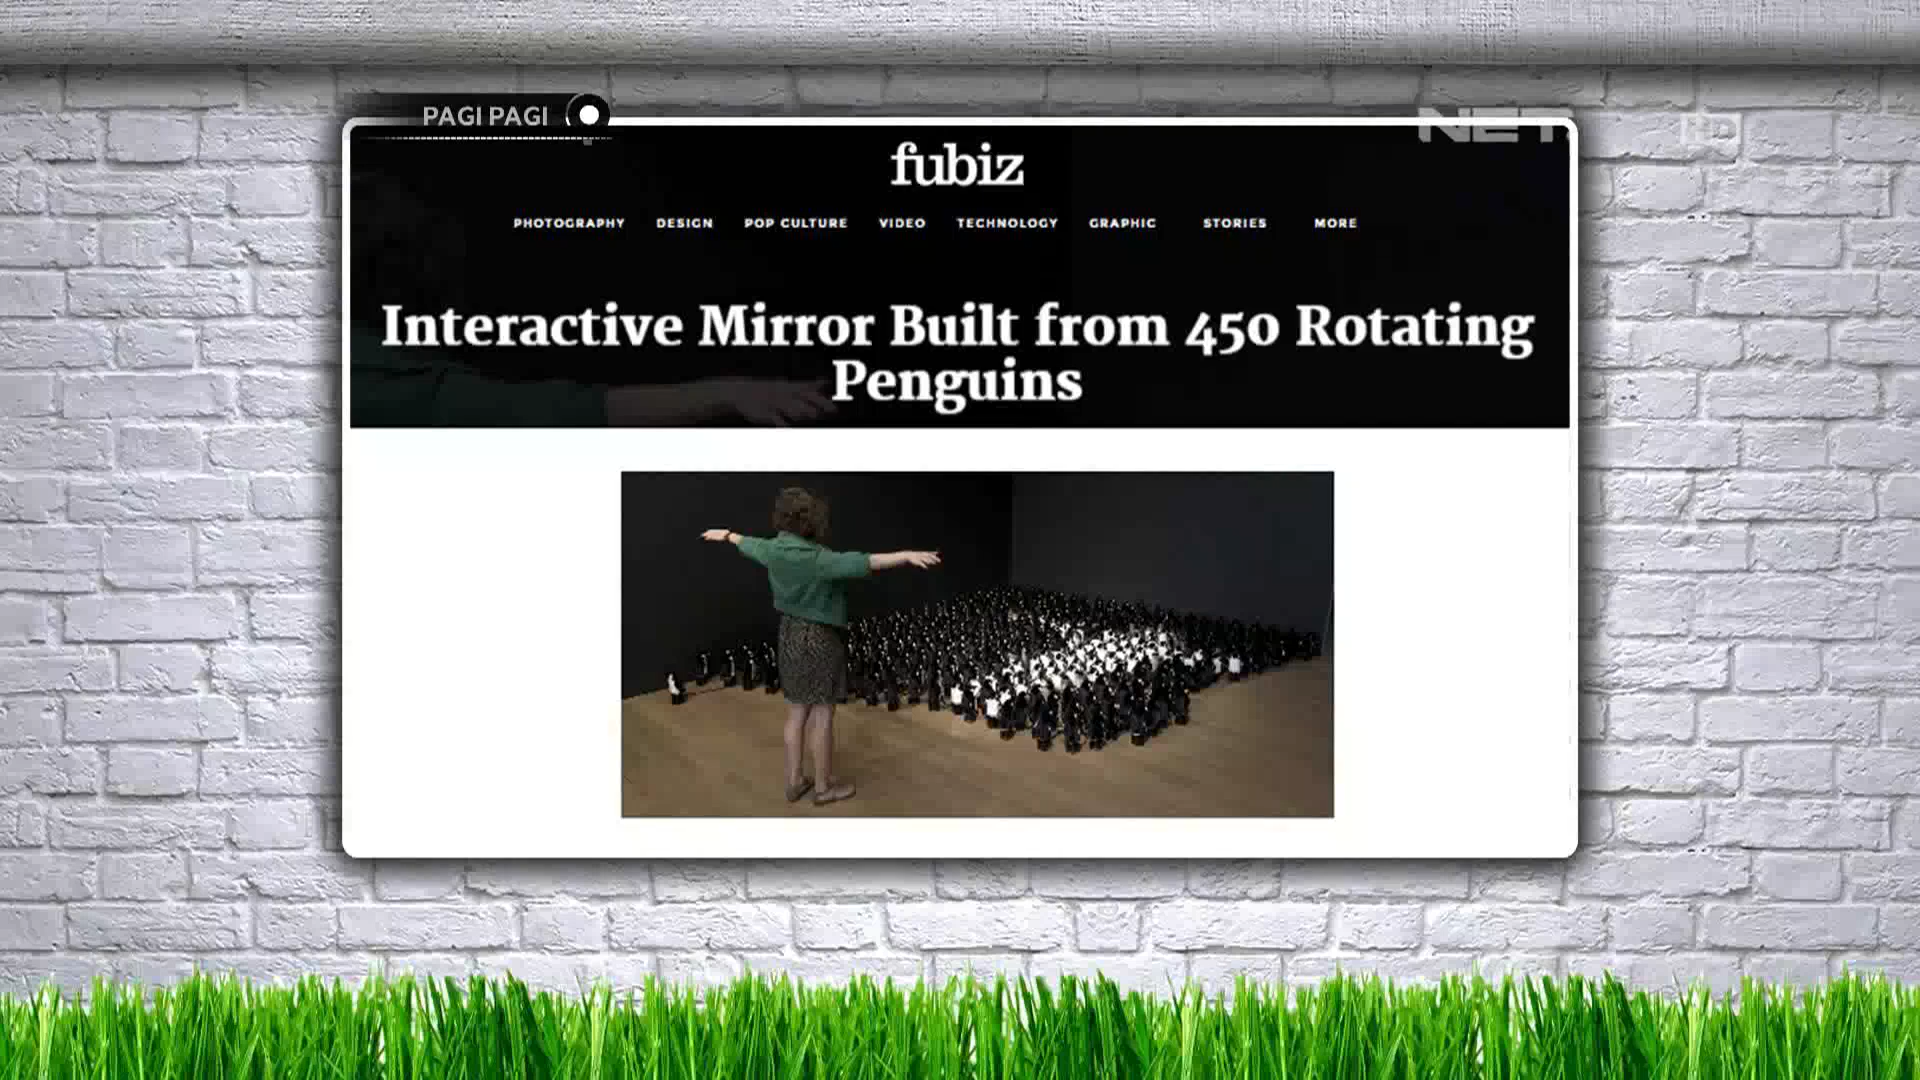 PAGI PAGI
NET.
HD
fubiz
PHOTOGRAPHY DESIGN POP CULTURE VIDEO TECHNOLOGY GRAPHIC STORIES MORE
Interactive Mirror Built from 450 Rotating
Penguins